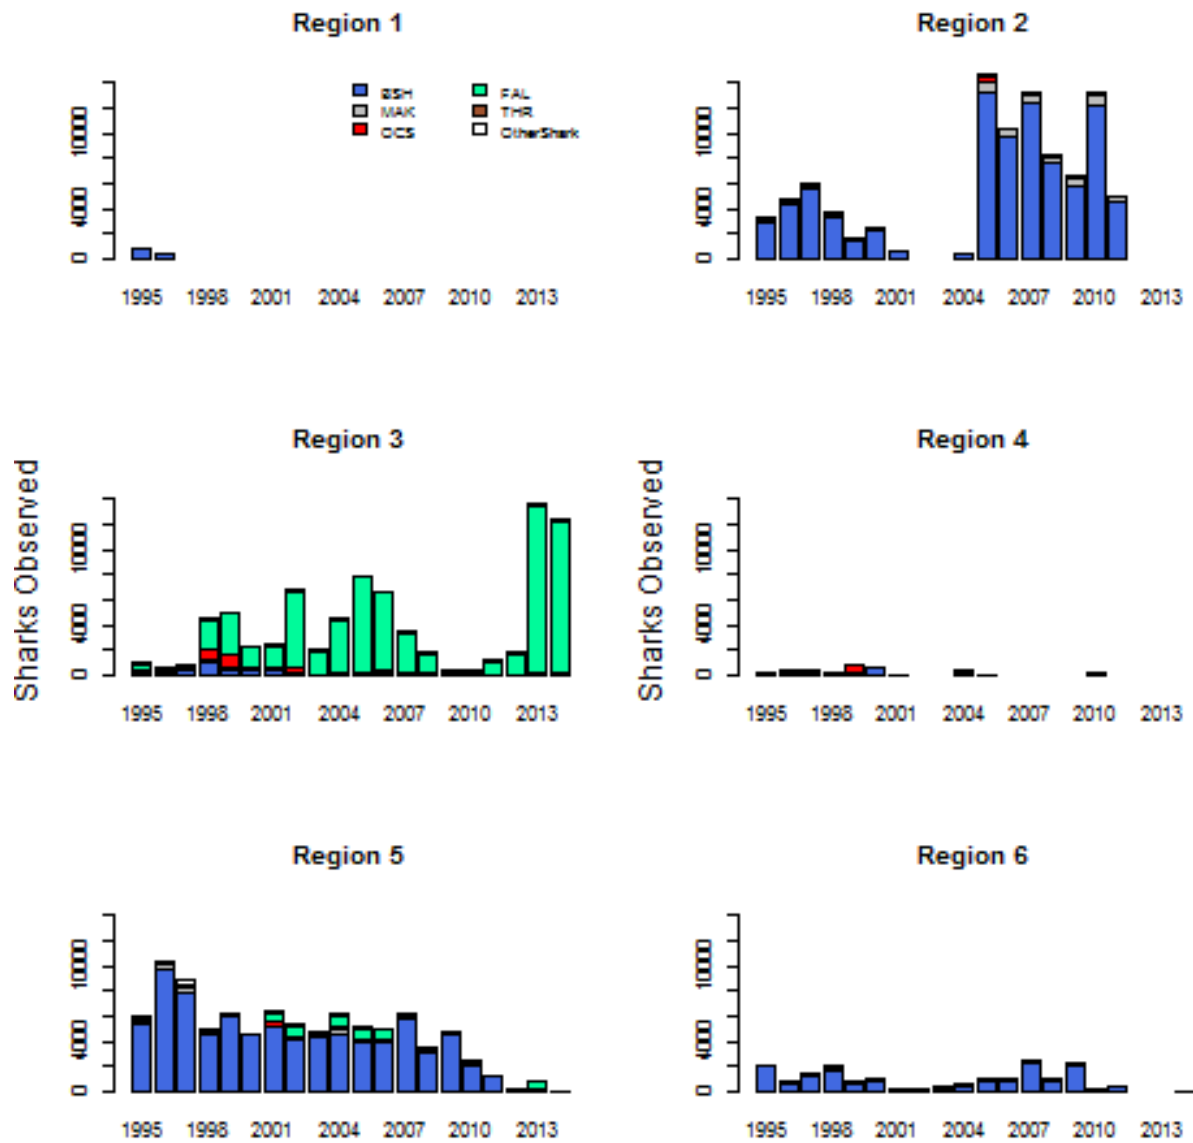 Region 1
Region 2
BSH FAL
MAK THR
OCS OtherShark
0 4000 10000
1995 1998 2001 2004 2007 2010 2013
0 4000 10000
1995 1998 2001 2004 2007 2010 2013
Region 3
Region 4
Sharks Observed
0 4000 10000
1995 1998 2001 2004 2007 2010 2013
Sharks Observed
0 4000 10000
1995 1998 2001 2004 2007 2010 2013
Region 5
Region 6
0 4000 10000
1995 1998 2001 2004 2007 2010 2013
0 4000 10000
1995 1998 2001 2004 2007 2010 2013